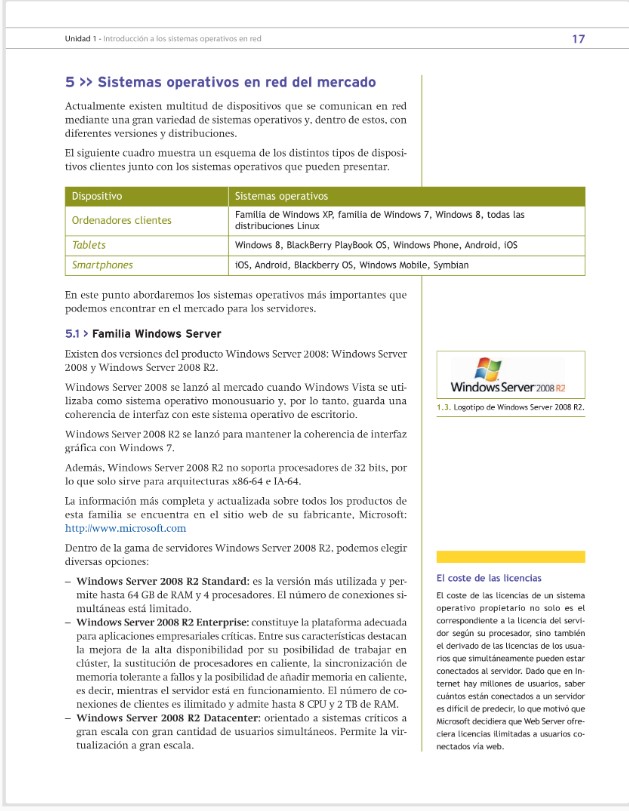 Unidad 1 - Introducción a los sistemas operativos en red
17
5 >> Sistemas operativos en red del mercado
Actualmente existen multitud de dispositivos que se comunican en red
mediante una gran variedad de sistemas operativos y, dentro de estos, con
diferentes versiones y distribuciones.
El siguiente cuadro muestra un esquema de los distintos tipos de disposi-
tivos clientes junto con los sistemas operativos que pueden presentar.
Dispositivo Sistemas operativos
Ordenadores clientes Familia de Windows XP, familia de Windows 7, Windows 8, todas las
distribuciones Linux
Tablets Windows 8, BlackBerry PlayBook OS, Windows Phone, Android, iOS
Smartphones iOS, Android, Blackberry OS, Windows Mobile, Symbian
En este punto abordaremos los sistemas operativos más importantes que
podemos encontrar en el mercado para los servidores.
5.1 > Familia Windows Server
Existen dos versiones del producto Windows Server 2008: Windows Server
2008 y Windows Server 2008 R2.
Windows Server 2008 se lanzó al mercado cuando Windows Vista se uti-
lizaba como sistema operativo monousuario y, por lo tanto, guarda una
coherencia de interfaz con este sistema operativo de escritorio.
Windows Server 2008 R2 se lanzó para mantener la coherencia de interfaz
gráfica con Windows 7.
Además, Windows Server 2008 R2 no soporta procesadores de 32 bits, por
lo que solo sirve para arquitecturas x86-64 e IA-64.
La información más completa y actualizada sobre todos los productos de
esta familia se encuentra en el sitio web de su fabricante, Microsoft:
http://www.microsoft.com
Dentro de la gama de servidores Windows Server 2008 R2, podemos elegir
diversas opciones:
– Windows Server 2008 R2 Standard: es la versión más utilizada y per-
mite hasta 64 GB de RAM y 4 procesadores. El número de conexiones si-
multáneas está limitado.
– Windows Server 2008 R2 Enterprise: constituye la plataforma adecuada
para aplicaciones empresariales críticas. Entre sus características destacan
la mejora de la alta disponibilidad por su posibilidad de trabajar en
clúster, la sustitución de procesadores en caliente, la sincronización de
memoria tolerante a fallos y la posibilidad de añadir memoria en caliente,
es decir, mientras el servidor está en funcionamiento. El número de co-
nexiones de clientes es ilimitado y admite hasta 8 CPU y 2 TB de RAM.
– Windows Server 2008 R2 Datacenter: orientado a sistemas críticos a
gran escala con gran cantidad de usuarios simultáneos. Permite la vir-
tualización a gran escala.
Windows Server 2008 R2
1.3. Logotipo de Windows Server 2008 R2.
El coste de las licencias
El coste de las licencias de un sistema
operativo propietario no solo es el
correspondiente a la licencia del servi-
dor según su procesador, sino también
el derivado de las licencias de los usua-
rios que simultáneamente pueden estar
conectados al servidor. Dado que en In-
ternet hay millones de usuarios, saber
cuántos están conectados a un servidor
es difícil de predecir, lo que motivó que
Microsoft decidiera que Web Server ofre-
ciera licencias ilimitadas a usuarios co-
nectados vía web.